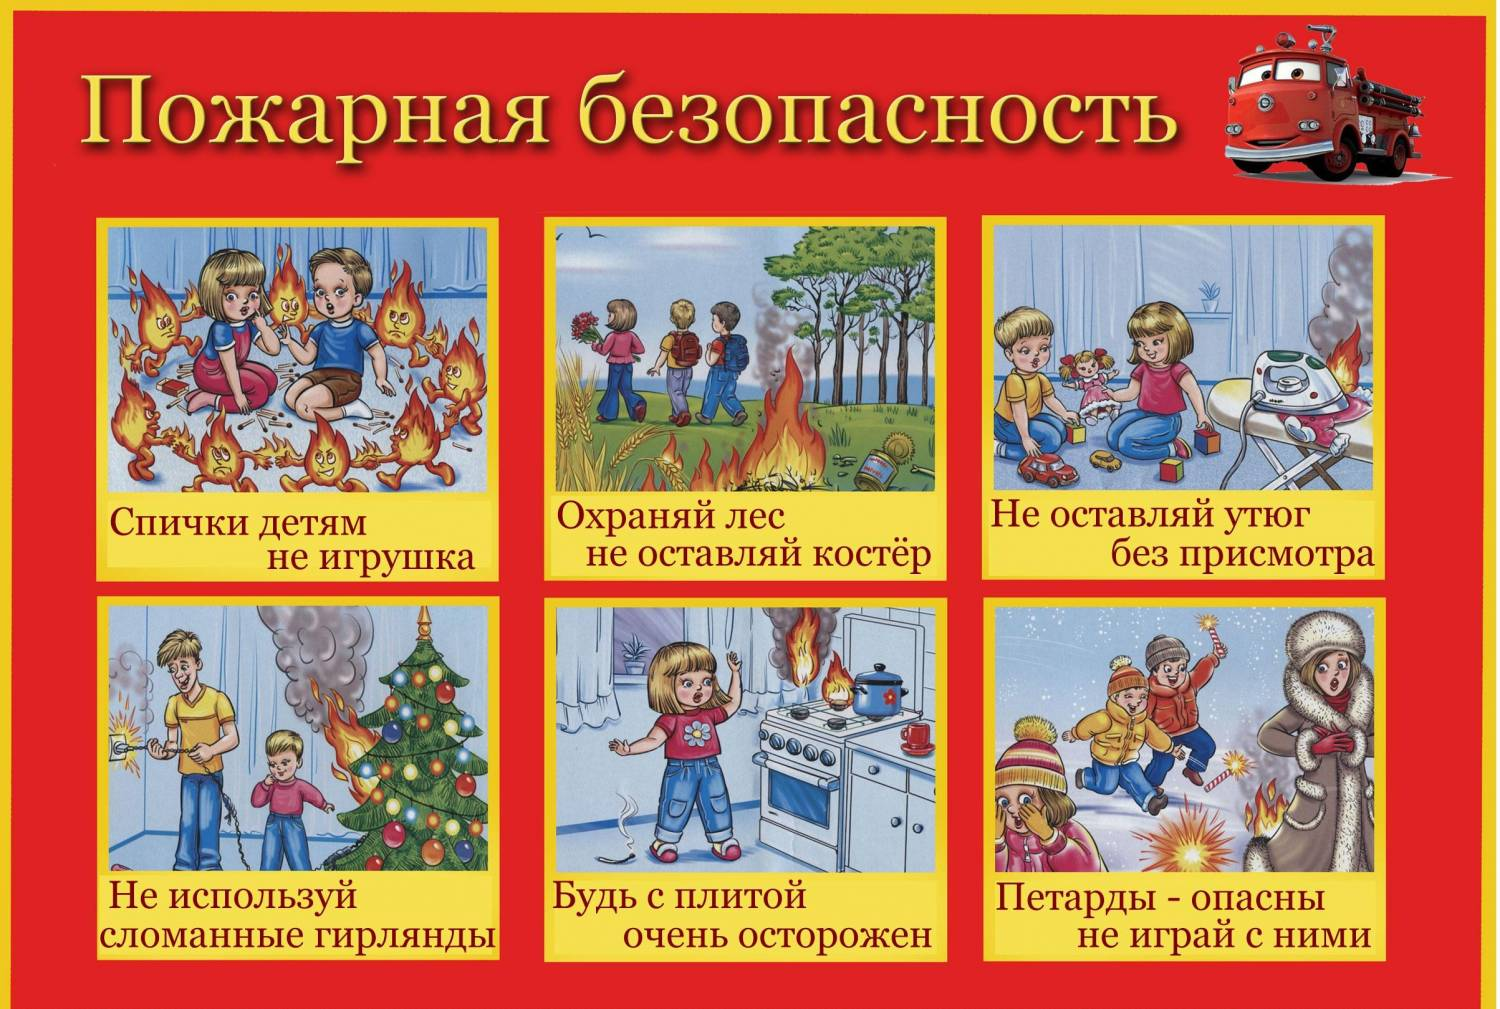 Пожарная безопасность
Спички детям
не игрушка
Охраняй лес
не оставляй костёр
Не оставляй утюг
без присмотра
Не используй
сломанные гирлянды
Будь с плитой
очень осторожен
Петарды - опасны
не играй с ними